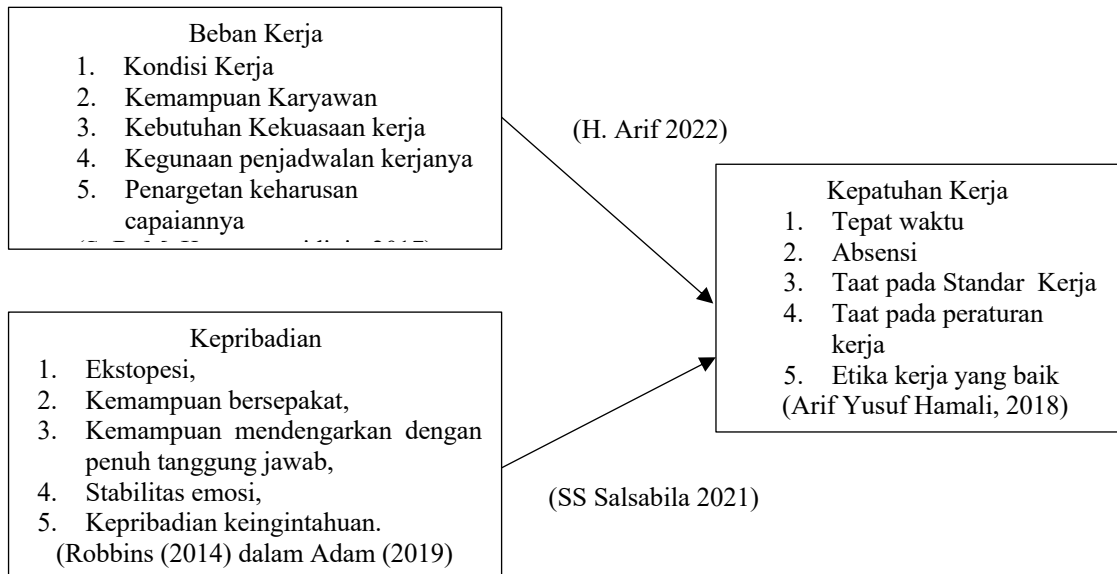 Beban Kerja
1. Kondisi Kerja
2. Kemampuan Karyawan
3. Kebutuhan Kekuasaan kerja
4. Kegunaan penjadwalan kerjanya
5. Penargetan keharusan
capaiannya
(H. Arif 2022)
Kepribadian
1. Ekstopesi,
2. Kemampuan bersepakat,
3. Kemampuan mendengarkan dengan
penuh tanggung jawab,
4. Stabilitas emosi,
5. Kepribadian keingintahuan.
(Robbins (2014) dalam Adam (2019)
(SS Salsabila 2021)
Kepatuhan Kerja
1. Tepat waktu
2. Absensi
3. Taat pada Standar Kerja
4. Taat pada peraturan
kerja
5. Etika kerja yang baik
(Arif Yusuf Hamali, 2018)